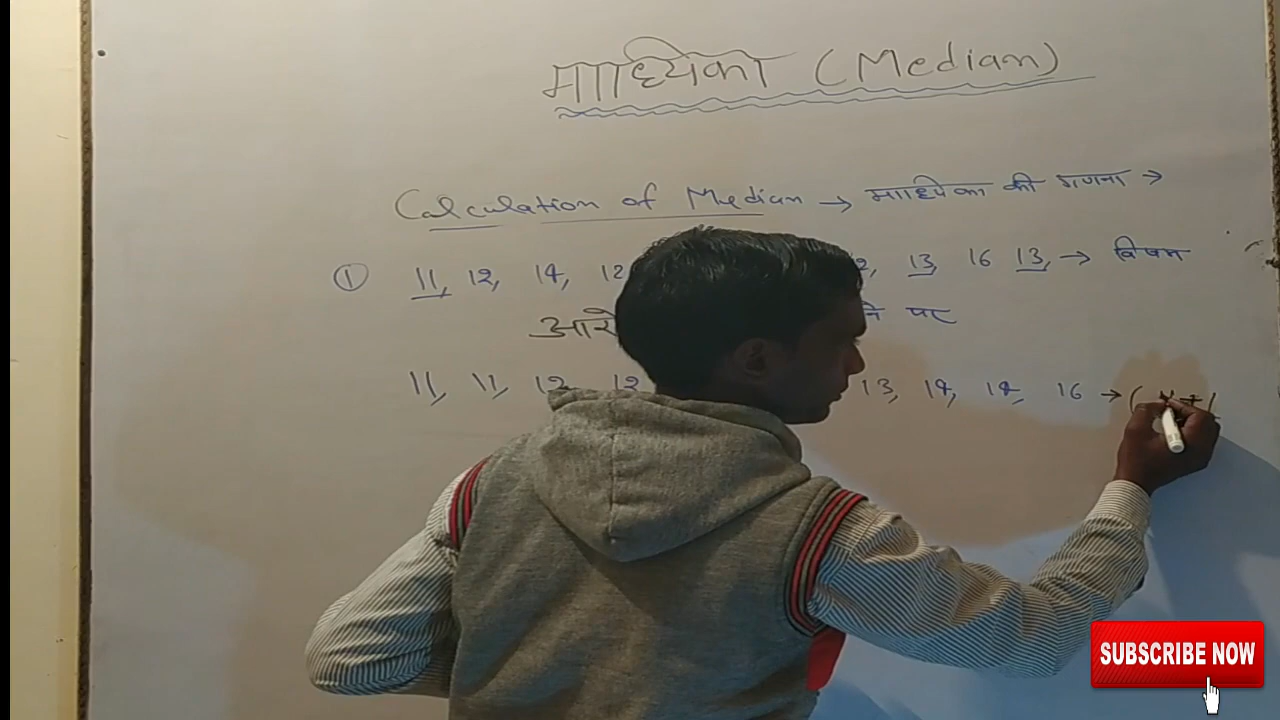 माध्यिका (Median)
Calculation of Median → माध्यिका की गणना →
① 11, 12, 14, 12 2, 13, 16 13, → विषम
आरो ने पर
11, 11, 12, 12 13, 14, 14, 16 → (
SUBSCRIBE NOW